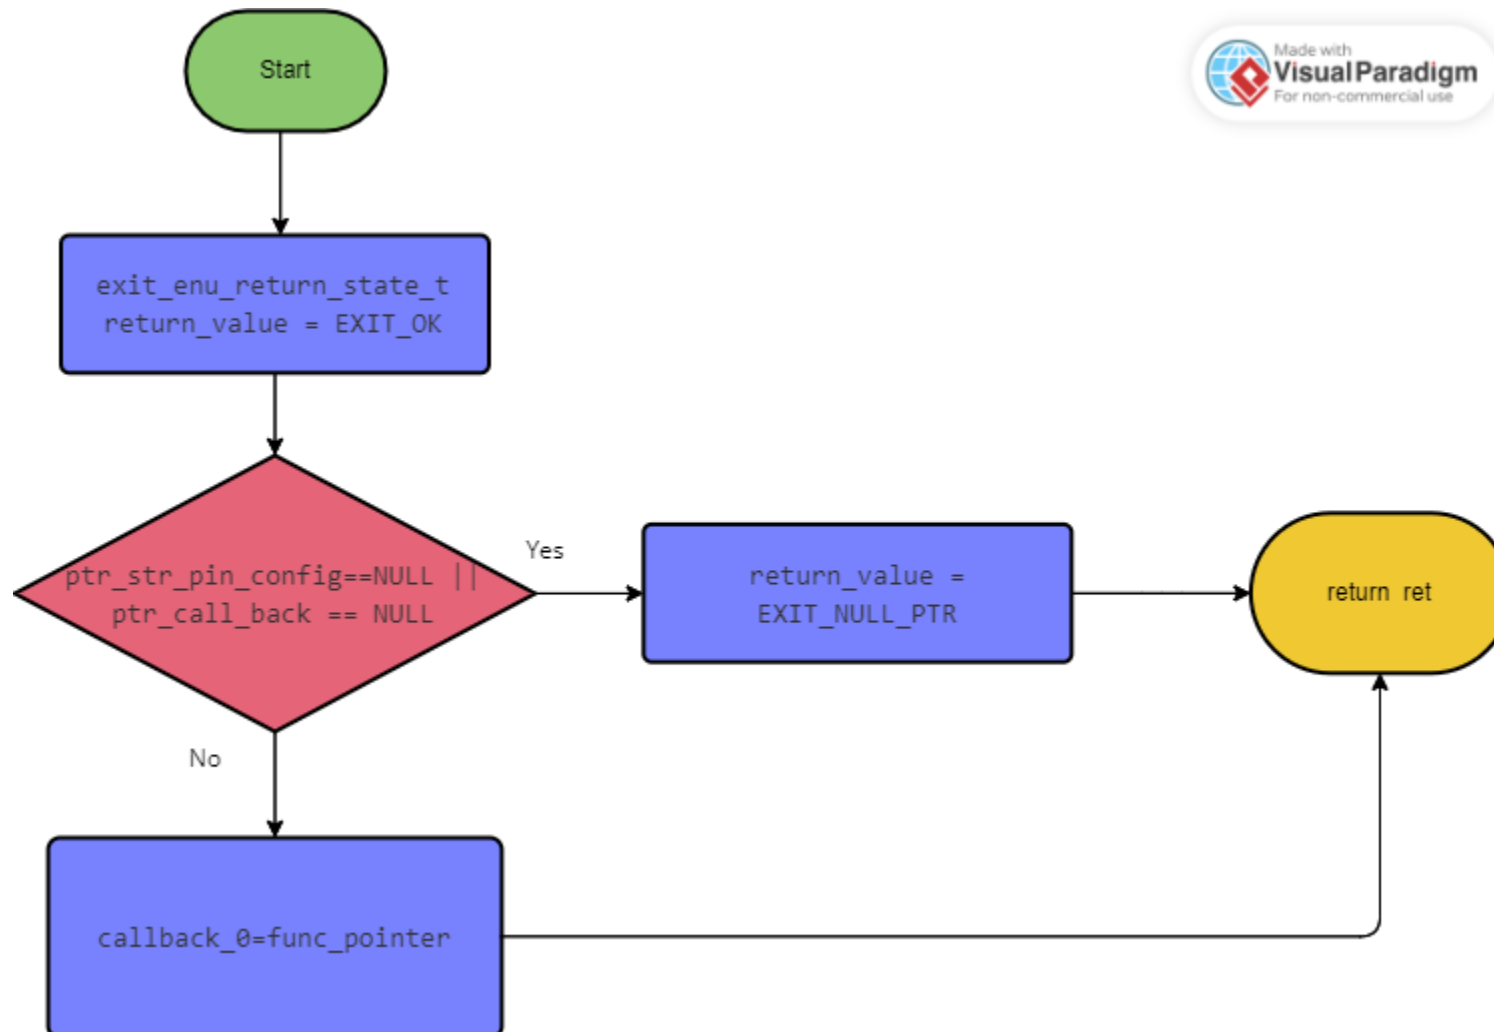 Start
Made with
Visual Paradigm
For non-commercial use
exit_enu_return_state_t
return_value = EXIT_OK
ptr_str_pin_config==NULL ||
ptr_call_back == NULL
Yes
return_value =
EXIT_NULL_PTR
return ret
No
callback_0=func_pointer